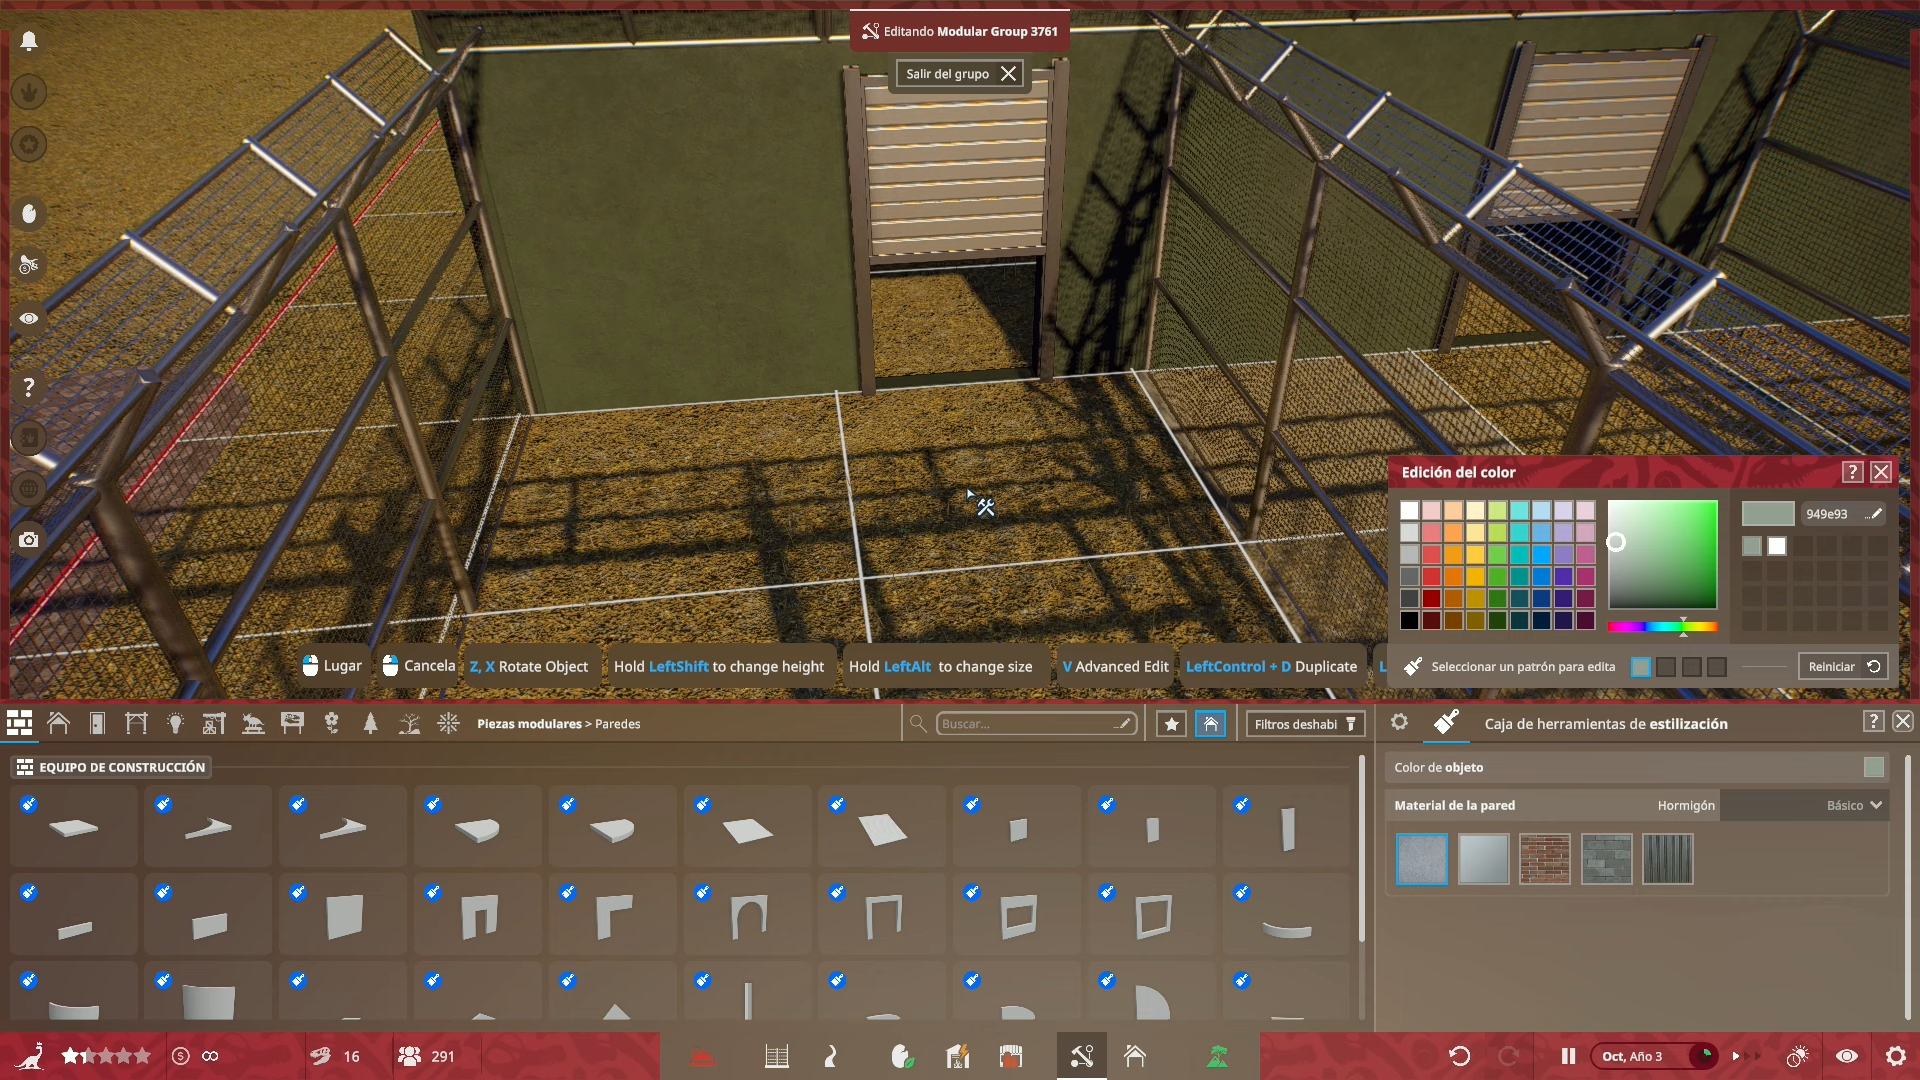 Editando Modular Group 3761
Salir del grupo
Edición del color
?
949e93
...
?
Lugar
Cancela
Z, X Rotate Object
Hold LeftShift to change height
Hold LeftAlt to change size
V Advanced Edit
LeftControl + D Duplicate
L
Seleccionar un patrón para edita
Reiniciar
Piezas modulares > Paredes
Buscar...
Filtros deshabi
Caja de herramientas de estilización
?
EQUIPO DE CONSTRUCCIÓN
Color de objeto
Material de la pared
Hormigón
Básico
16
291
Oct, Año 3